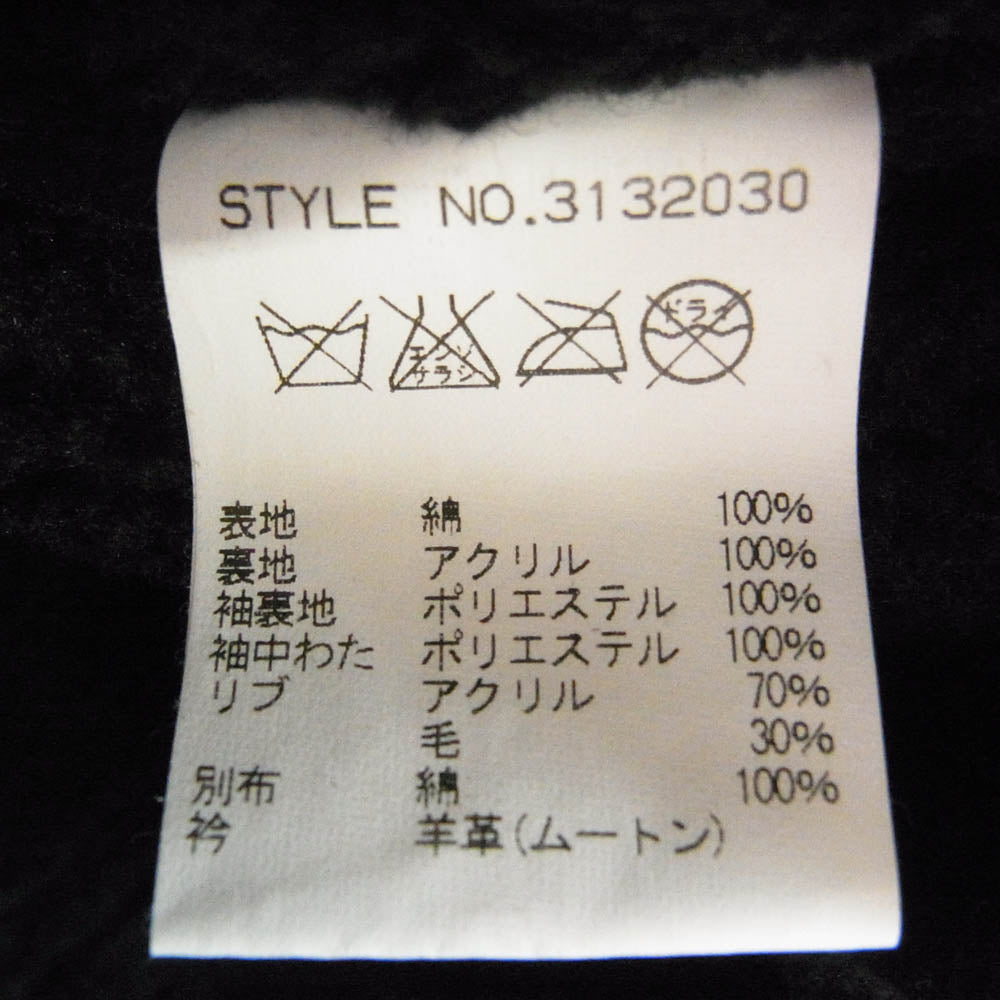 STYLE NO.3132030
エンソ
サラシ
ドライ
表地 綿 100%
裏地 アクリル 100%
袖裏地 ポリエステル 100%
袖中わた ポリエステル 100%
リブ アクリル 70%
毛 30%
別布 綿 100%
衿 羊革(ムートン)